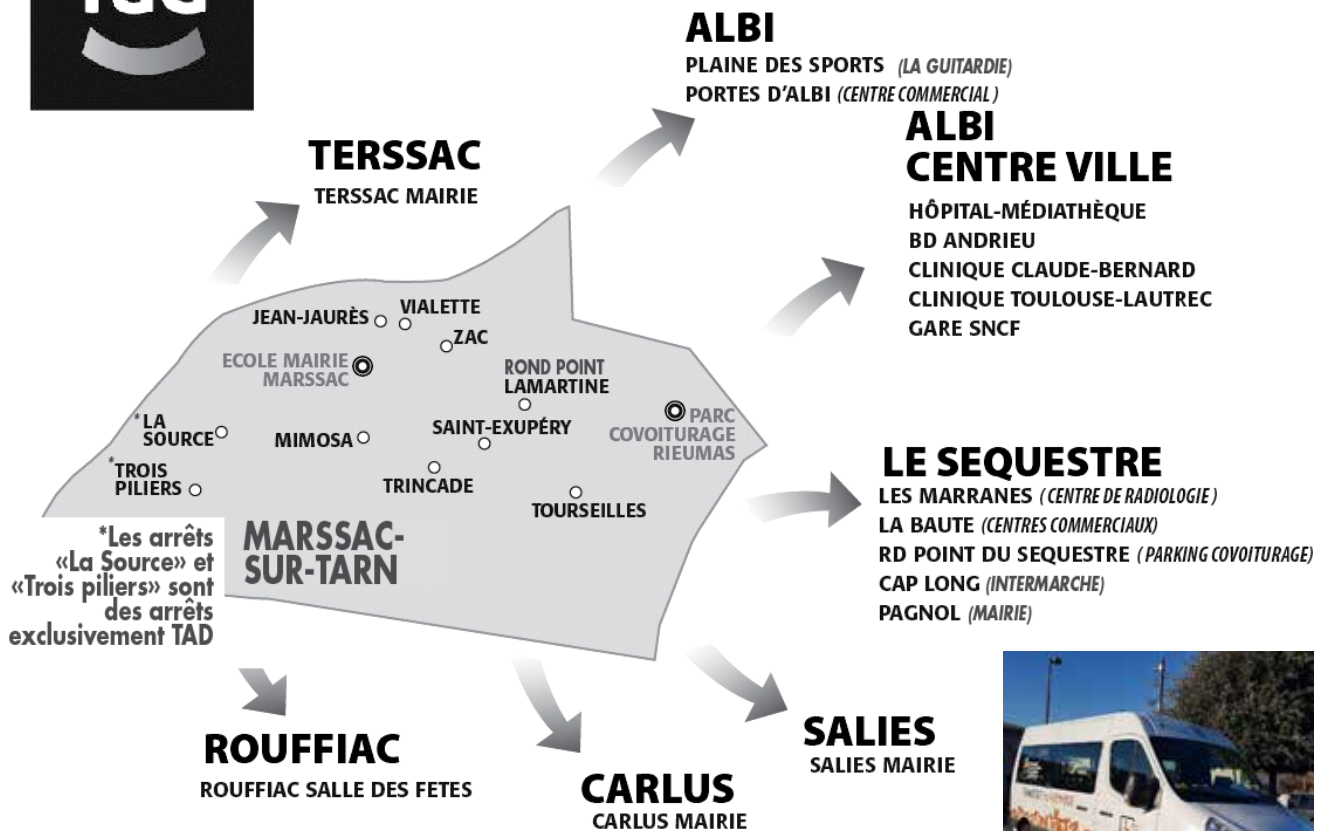 ALBI
PLAINE DES SPORTS (LA GUITARDIE)
PORTES D'ALBI (CENTRE COMMERCIAL )
ALBI
CENTRE VILLE
HÔPITAL-MÉDIATHÈQUE
BD ANDRIEU
CLINIQUE CLAUDE-BERNARD
CLINIQUE TOULOUSE-LAUTREC
GARE SNCF
TERSSAC
TERSSAC MAIRIE
JEAN-JAURÈS
VIALETTE
ZAC
ECOLE MAIRIE
MARSSAC
ROND POINT
LAMARTINE
PARC
COVOITURAGE
RIEUMAS
*LA
SOURCE
MIMOSA
SAINT-EXUPÉRY
*TROIS
PILIERS
TRINCADE
TOURSEILLES
MARSSAC-
SUR-TARN
*Les arrêts
«La Source» et
«Trois piliers» sont
des arrêts
exclusivement TAD
LE SEQUESTRE
LES MARRANES ( CENTRE DE RADIOLOGIE )
LA BAUTE (CENTRES COMMERCIAUX)
RD POINT DU SEQUESTRE ( PARKING COVOITURAGE)
CAP LONG (INTERMARCHE)
PAGNOL (MAIRIE)
ROUFFIAC
ROUFFIAC SALLE DES FETES
CARLUS
CARLUS MAIRIE
SALIES
SALIES MAIRIE